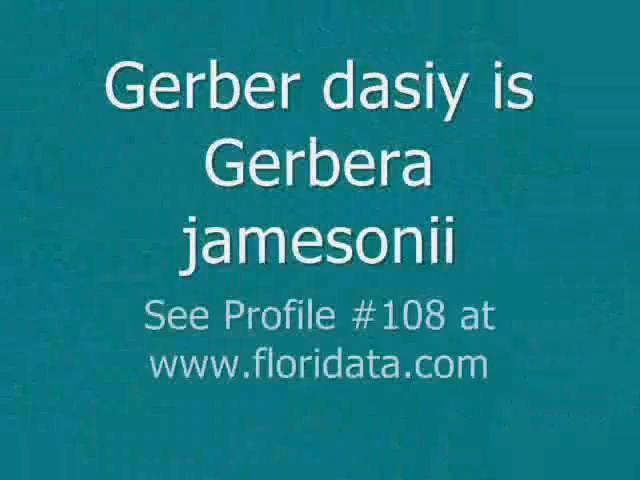 Gerber dasiy is
Gerbera
jamesonii
See Profile #108 at
www.floridata.com